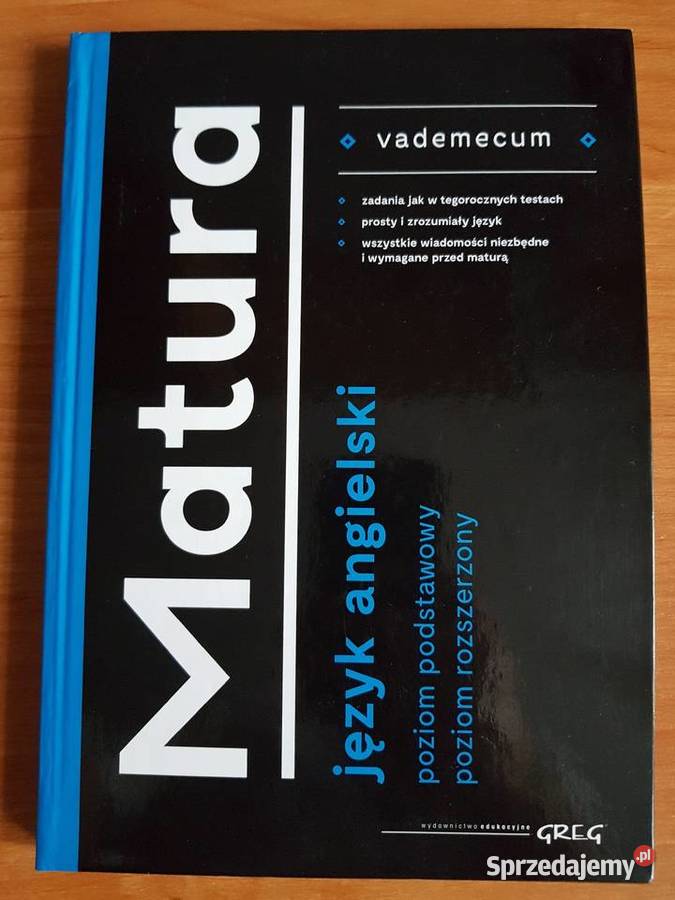 Matura
vademecum
zadania jak w tegorocznych testach
prosty i zrozumiały język
wszystkie wiadomości niezbędne
i wymagane przed maturą
język angielski
poziom podstawowy
poziom rozszerzony
wydawnictwo edukacyjne GREG
Sprzedajemy.pl